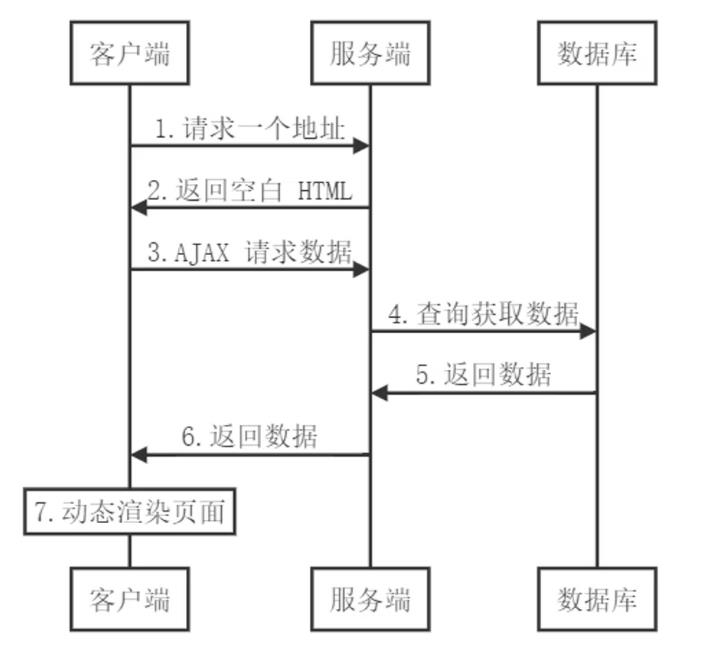 客户端
服务端
数据库
1.请求一个地址
2.返回空白 HTML
3.AJAX 请求数据
4.查询获取数据
5.返回数据
6.返回数据
7.动态渲染页面
客户端
服务端
数据库